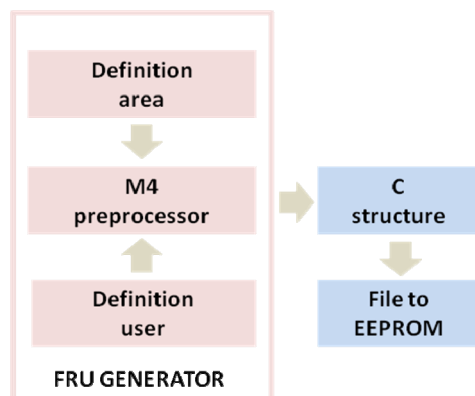 Definition
area
M4
preprocessor
C
structure
Definition
user
File to
EEPROM
FRU GENERATOR